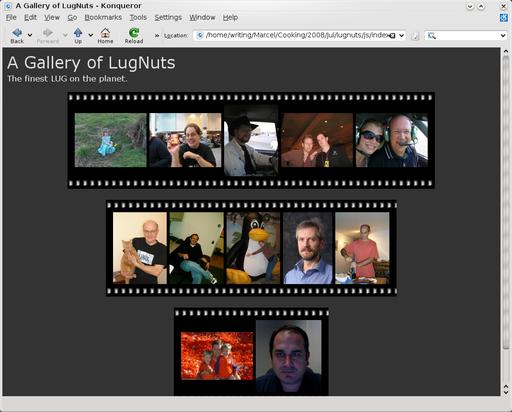 A Gallery of LugNuts - Konqueror
File Edit View Go Bookmarks Tools Settings Window Help
Back Forward Up Home Reload » Location: /home/writing/Marcel/Cooking/2008/jul/lugnuts/js/index
A Gallery of LugNuts
The finest LUG on the planet.